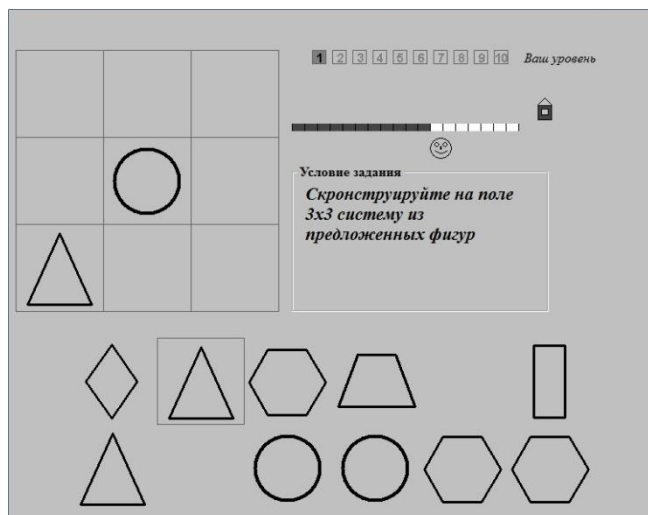 1 2 3 4 5 6 7 8 9 10 Ваш уровень
Условие задания
Скронструируйте на поле
3х3 систему из
предложенных фигур